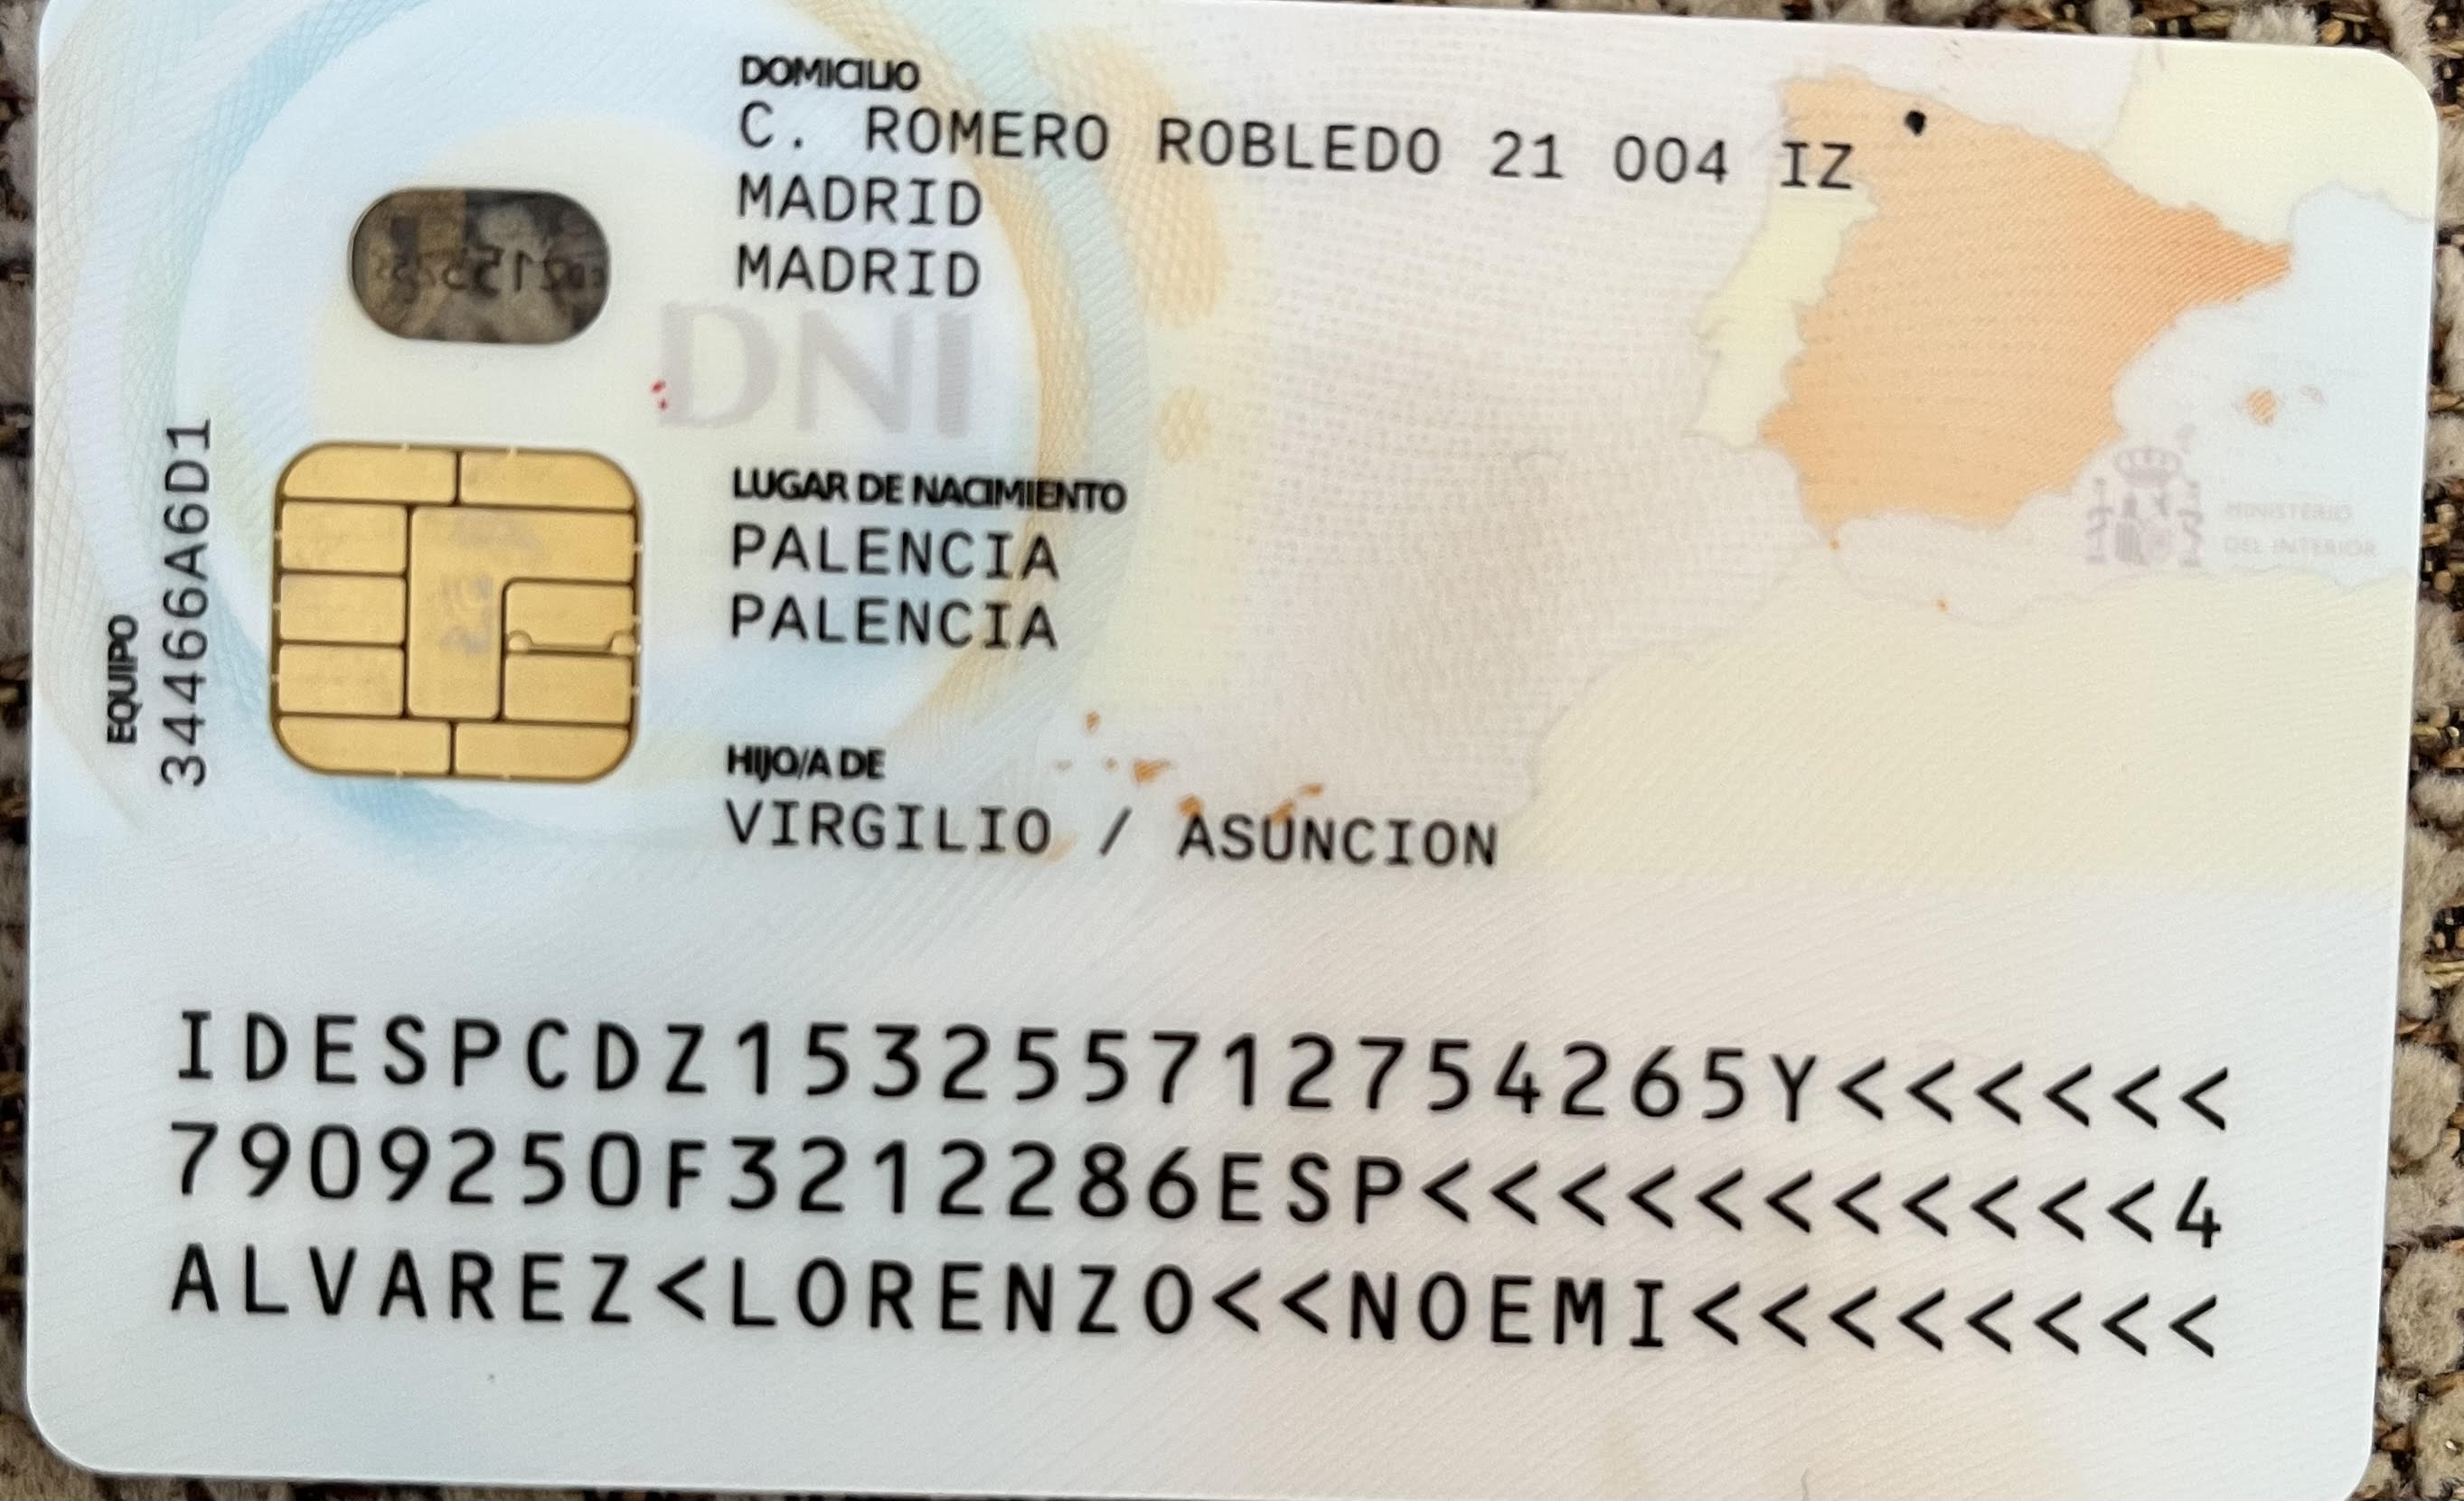 DOMICILIO
C. ROMERO ROBLEDO 21 004 IZ
MADRID
MADRID
DNI
LUGAR DE NACIMIENTO
PALENCIA
PALENCIA
MINISTERIO
DEL INTERIOR
EQUIPO
34466A6D1
HIJO/A DE
VIRGILIO / ASUNCION
IDESPCDZ153255712754265Y<<<<<<
7909250F3212286ESP<<<<<<<<<<<4
ALVAREZ<LORENZO<<NOEMI<<<<<<<<